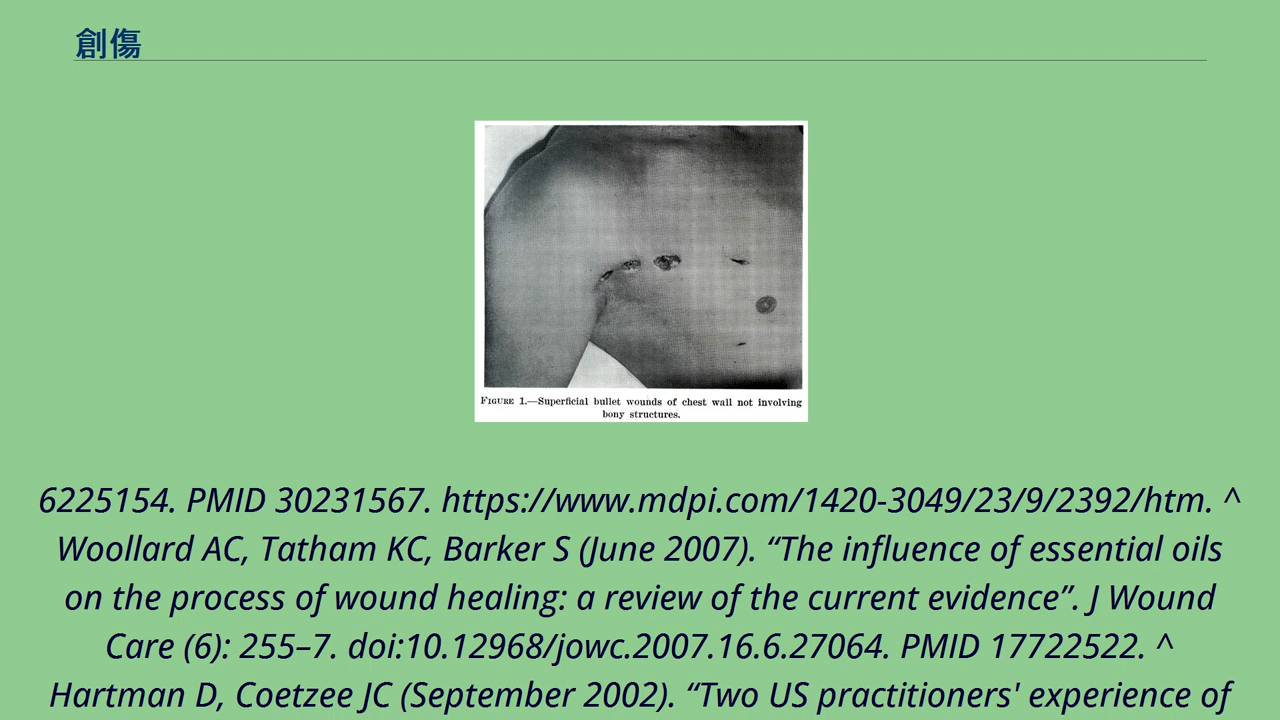 創傷
FIGURE 1.—Superficial bullet wounds of chest wall not involving
bony structures.
6225154. PMID 30231567. https://www.mdpi.com/1420-3049/23/9/2392/htm. ^
Woollard AC, Tatham KC, Barker S (June 2007). “The influence of essential oils
on the process of wound healing: a review of the current evidence”. J Wound
Care (6): 255–7. doi:10.12968/jowc.2007.16.6.27064. PMID 17722522. ^
Hartman D, Coetzee JC (September 2002). “Two US practitioners' experience of